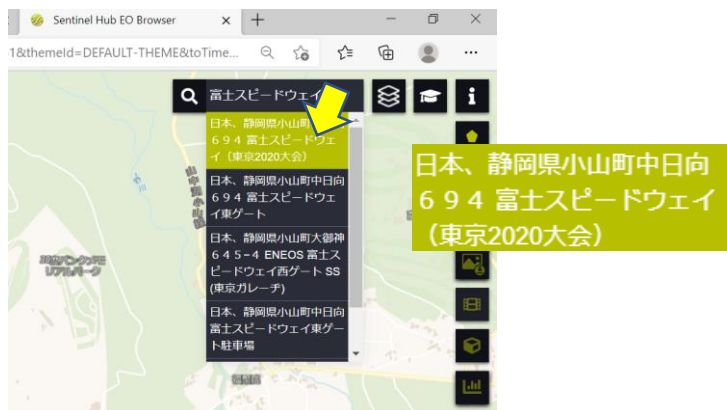 Sentinel Hub EO Browser
1&themeId=DEFAULT-THEME&toTime...
富士スピードウェイ
日本、静岡県小山町
６９４ 富士スピードウェ
イ（東京2020大会）
日本、静岡県小山町中日向
６９４ 富士スピードウェ
イ東ゲート
日本、静岡県小山町大御神
６４５−４ ENEOS 富士ス
ピードウェイ西ゲート SS
(東京ガレーヂ)
日本、静岡県小山町中日向
富士スピードウェイ東ゲー
ト駐車場
日本、静岡県小山町中日向
６９４ 富士スピードウェイ
（東京2020大会）